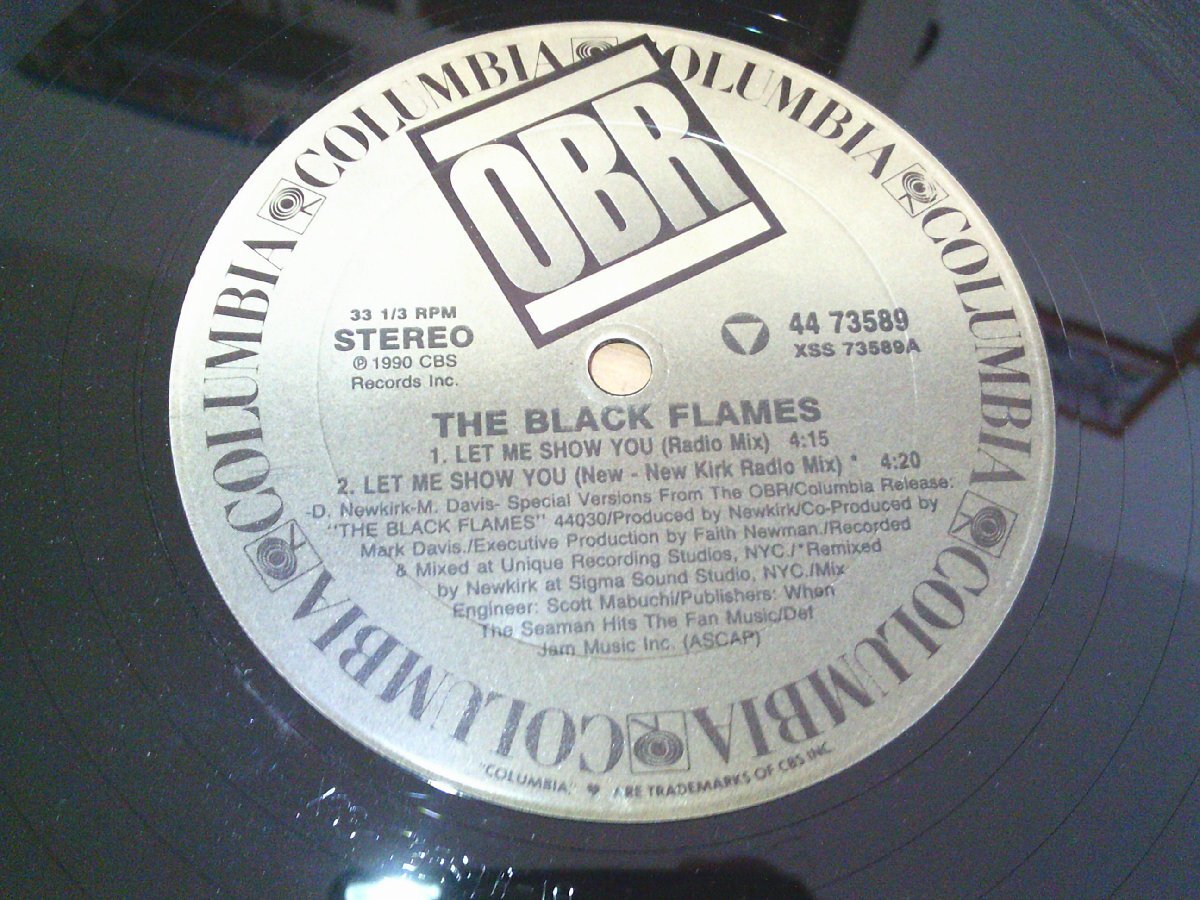 COLUMBIA COLUMBIA COLUMBIA COLUMBIA COLUMBIA COLUMBIA COLUMBIA COLUMBIA
OBR
33 1/3 RPM
STEREO
℗ 1990 CBS
Records Inc.
44 73589
XSS 73589A
THE BLACK FLAMES
1. LET ME SHOW YOU (Radio Mix) 4:15
2. LET ME SHOW YOU (New - New Kirk Radio Mix) * 4:20
-D. Newkirk-M. Davis- Special Versions From The OBR/Columbia Release:
"THE BLACK FLAMES" 44030/Produced by Newkirk/Co-Produced by
Mark Davis./Executive Production by Faith Newman./Recorded
& Mixed at Unique Recording Studios, NYC./*Remixed
by Newkirk at Sigma Sound Studio, NYC./Mix
Engineer: Scott Mabuchi/Publishers: When
The Seaman Hits The Fan Music/Def
Jam Music Inc. (ASCAP)
"COLUMBIA," ARE TRADEMARKS OF CBS INC.